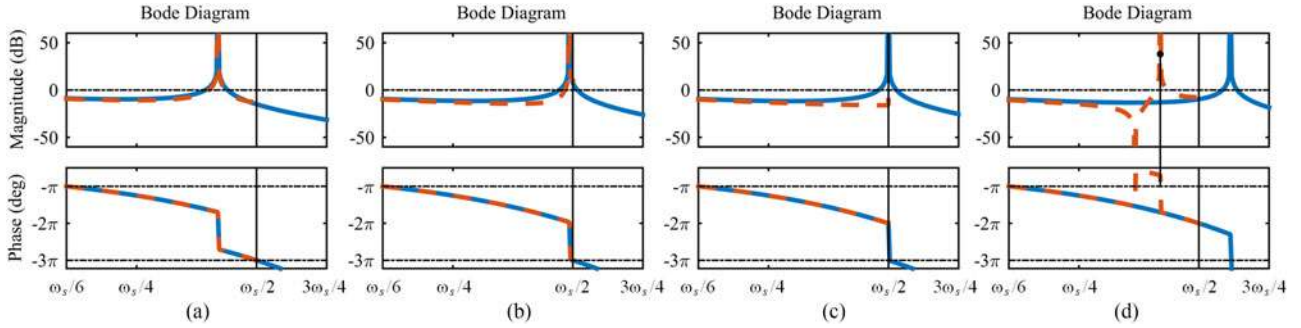 Bode Diagram Bode Diagram Bode Diagram Bode Diagram
Magnitude (dB)
50 50 50 50
0 0 0 0
-50 -50 -50 -50
Phase (deg)
-π -π -π -π
-2π -2π -2π -2π
-3π -3π -3π -3π
ωs/6 ωs/4 ωs/2 3ωs/4 ωs/6 ωs/4 ωs/2 3ωs/4 ωs/6 ωs/4 ωs/2 3ωs/4 ωs/6 ωs/4 ωs/2 3ωs/4
(a) (b) (c) (d)